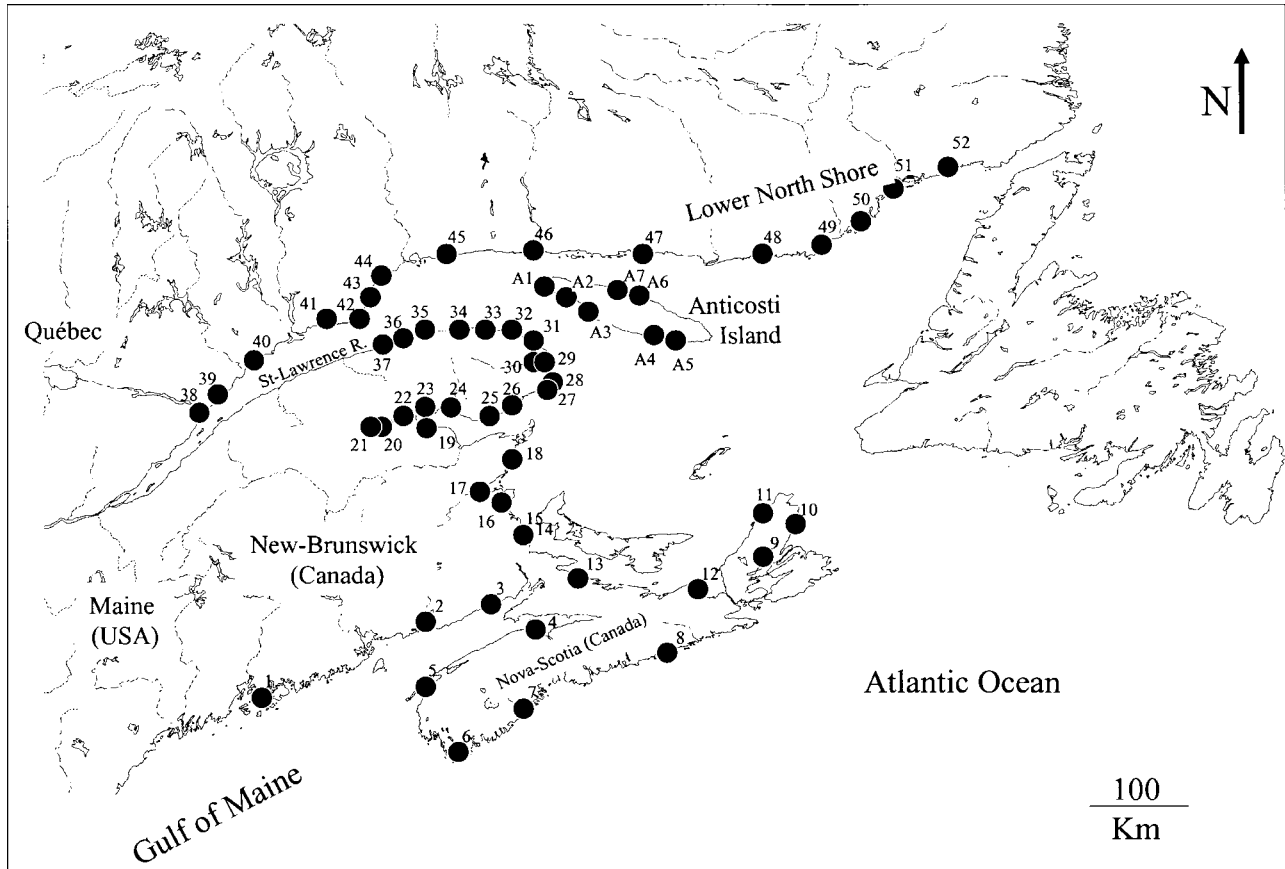 N
52
Lower North Shore
51
50
49
48
47
46
45
44
43
42
41
A1
A2
A7
A6
A3
A4
A5
Anticosti
Island
Québec
40
39
38
St-Lawrence R.
37
36
35
34
33
32
31
30
29
28
27
26
25
24
23
22
21
20
19
18
17
16
15
14
13
12
11
10
9
New-Brunswick
(Canada)
Maine
(USA)
1
2
3
4
5
6
7
8
Nova-Scotia (Canada)
Atlantic Ocean
Gulf of Maine
100
Km